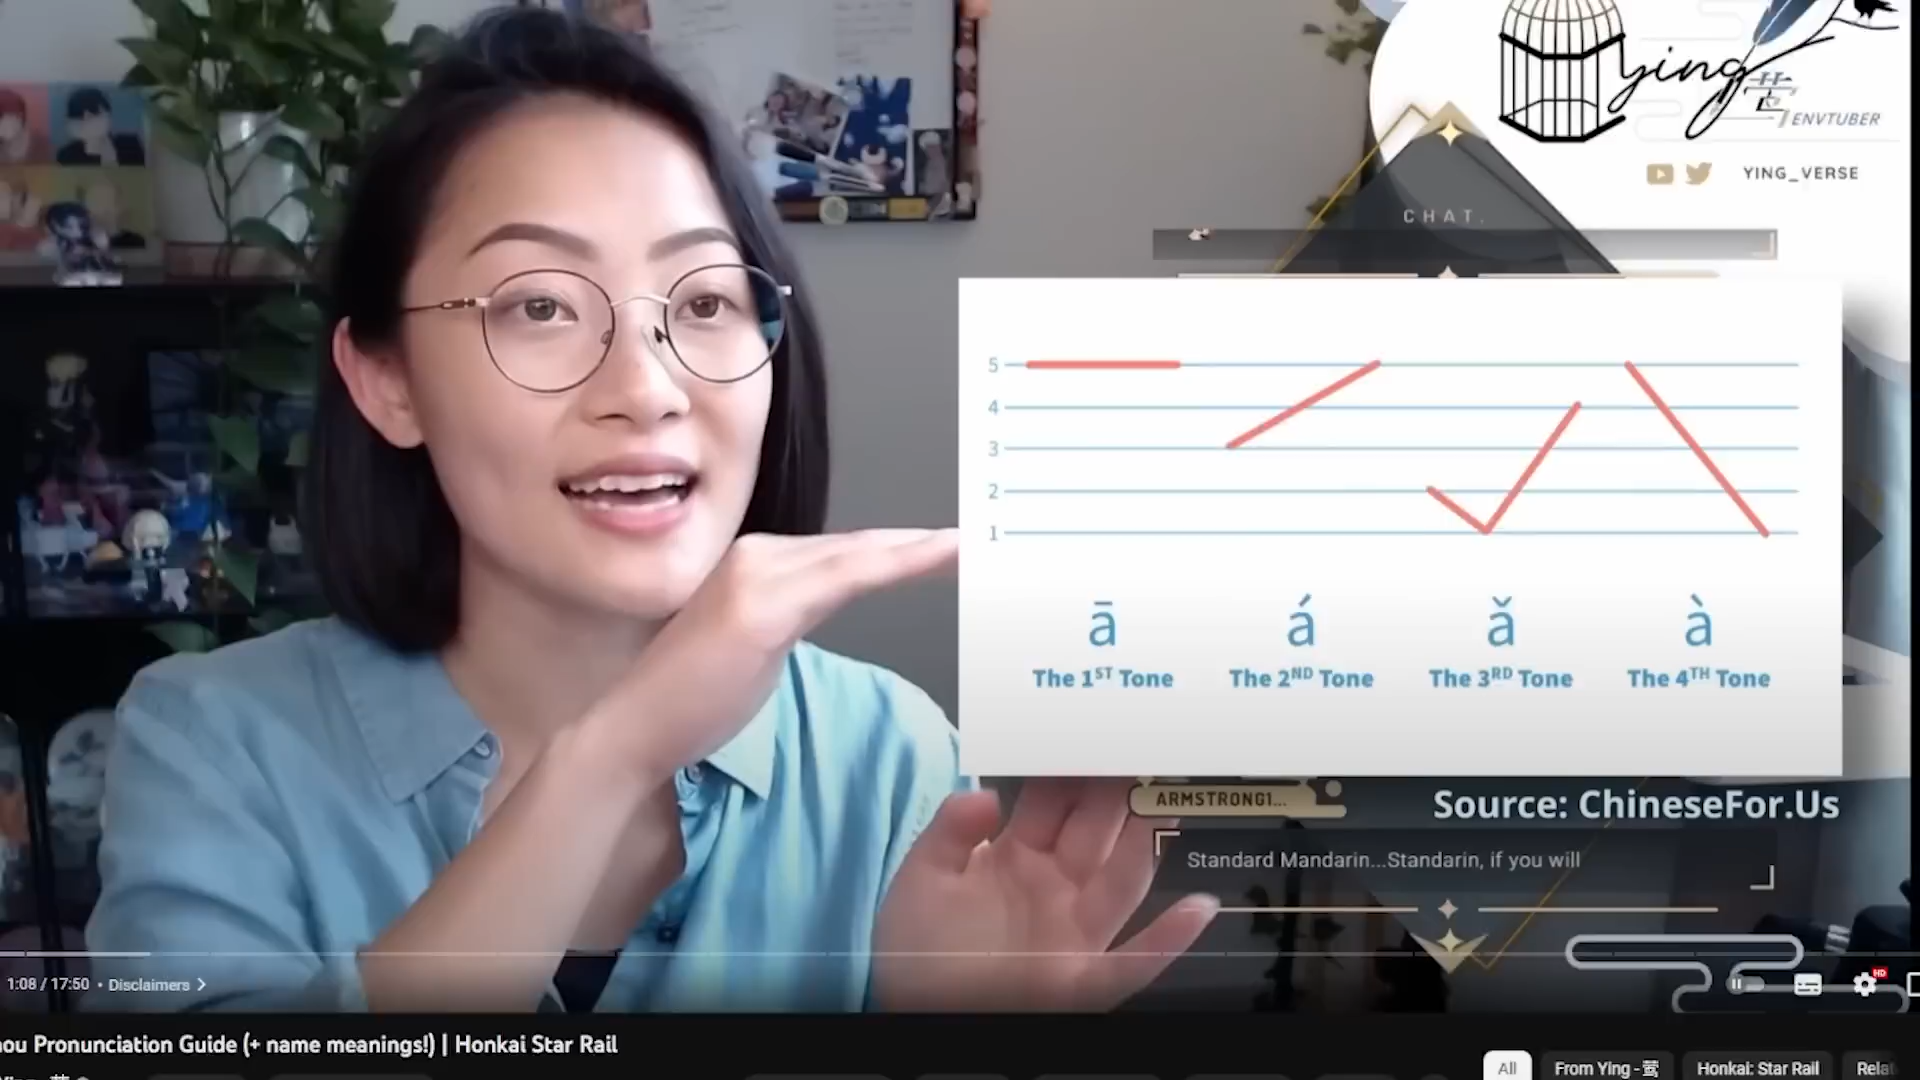 ying
莺
ENVTUBER
YING_VERSE
CHAT.
5
4
3
2
1
ā á ǎ à
The 1ST Tone The 2ND Tone The 3RD Tone The 4TH Tone
ARMSTRONG1...
Source: ChineseFor.Us
Standard Mandarin...Standarin, if you will
1:08 / 17:50 • Disclaimers
HD
Pronunciation Guide (+ name meanings!) | Honkai Star Rail
All From Ying - 莺 Honkai: Star Rail